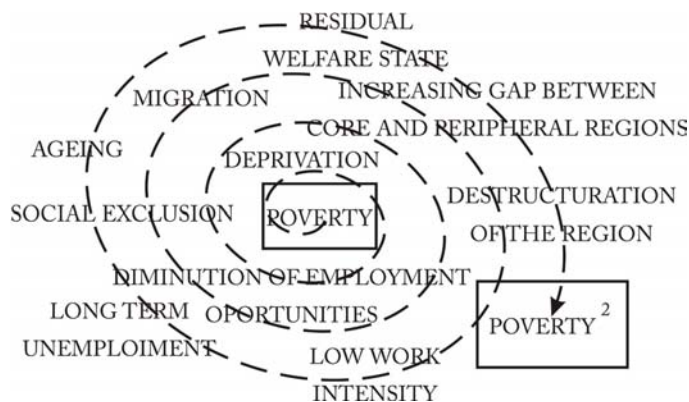 RESIDUAL
WELFARE STATE
MIGRATION
INCREASING GAP BETWEEN
CORE AND PERIPHERAL REGIONS
AGEING
DEPRIVATION
DESTRUCTURATION
OF THE REGION
SOCIAL EXCLUSION
POVERTY
DIMINUTION OF EMPLOYMENT
OPORTUNITIES
LONG TERM
UNEMPLOIMENT
POVERTY 2
LOW WORK
INTENSITY